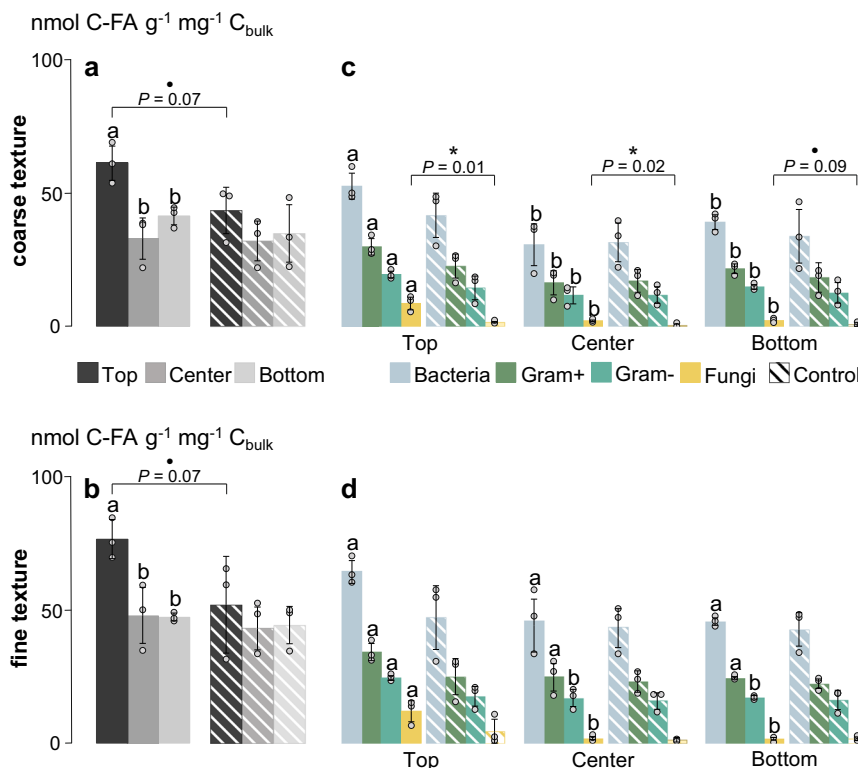 nmol C-FA g-1 mg-1 Cbulk
100
50
0
coarse texture
a
•
P = 0.07
a
b
b
c
*
P = 0.01
*
P = 0.02
•
P = 0.09
a
a
a
a
b
b
b
b
b
b
b
b
Top
Center
Bottom
Top Center Bottom
Bacteria Gram+ Gram- Fungi Control
nmol C-FA g-1 mg-1 Cbulk
100
50
0
fine texture
b
•
P = 0.07
a
b
b
d
a
a
a
a
a
a
b
b
a
a
b
b
Top
Center
Bottom